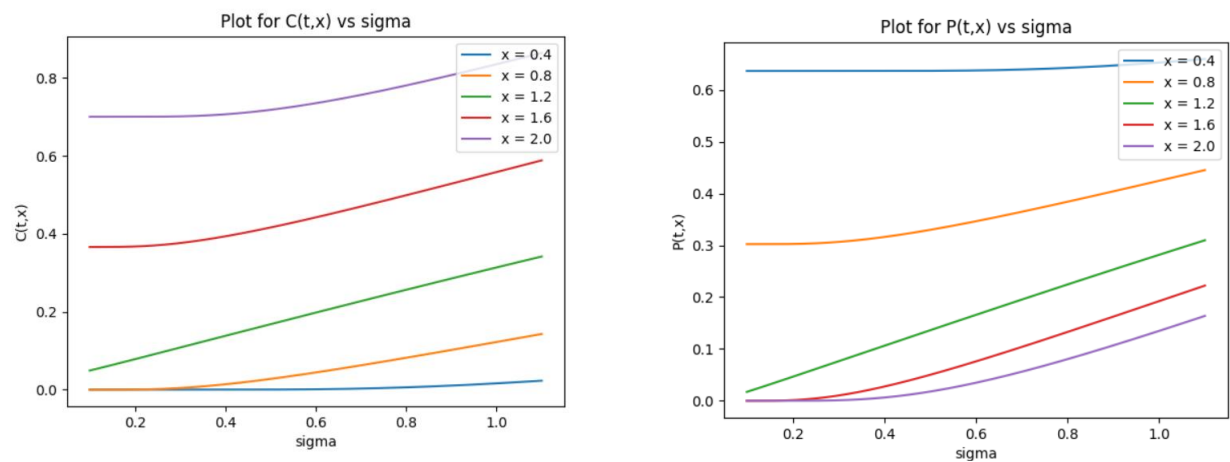 Plot for C(t,x) vs sigma
C(t,x)
0.8
0.6
0.4
0.2
0.0
x = 0.4
x = 0.8
x = 1.2
x = 1.6
x = 2.0
0.2 0.4 0.6 0.8 1.0
sigma
Plot for P(t,x) vs sigma
P(t,x)
0.6
0.5
0.4
0.3
0.2
0.1
0.0
x = 0.4
x = 0.8
x = 1.2
x = 1.6
x = 2.0
0.2 0.4 0.6 0.8 1.0
sigma